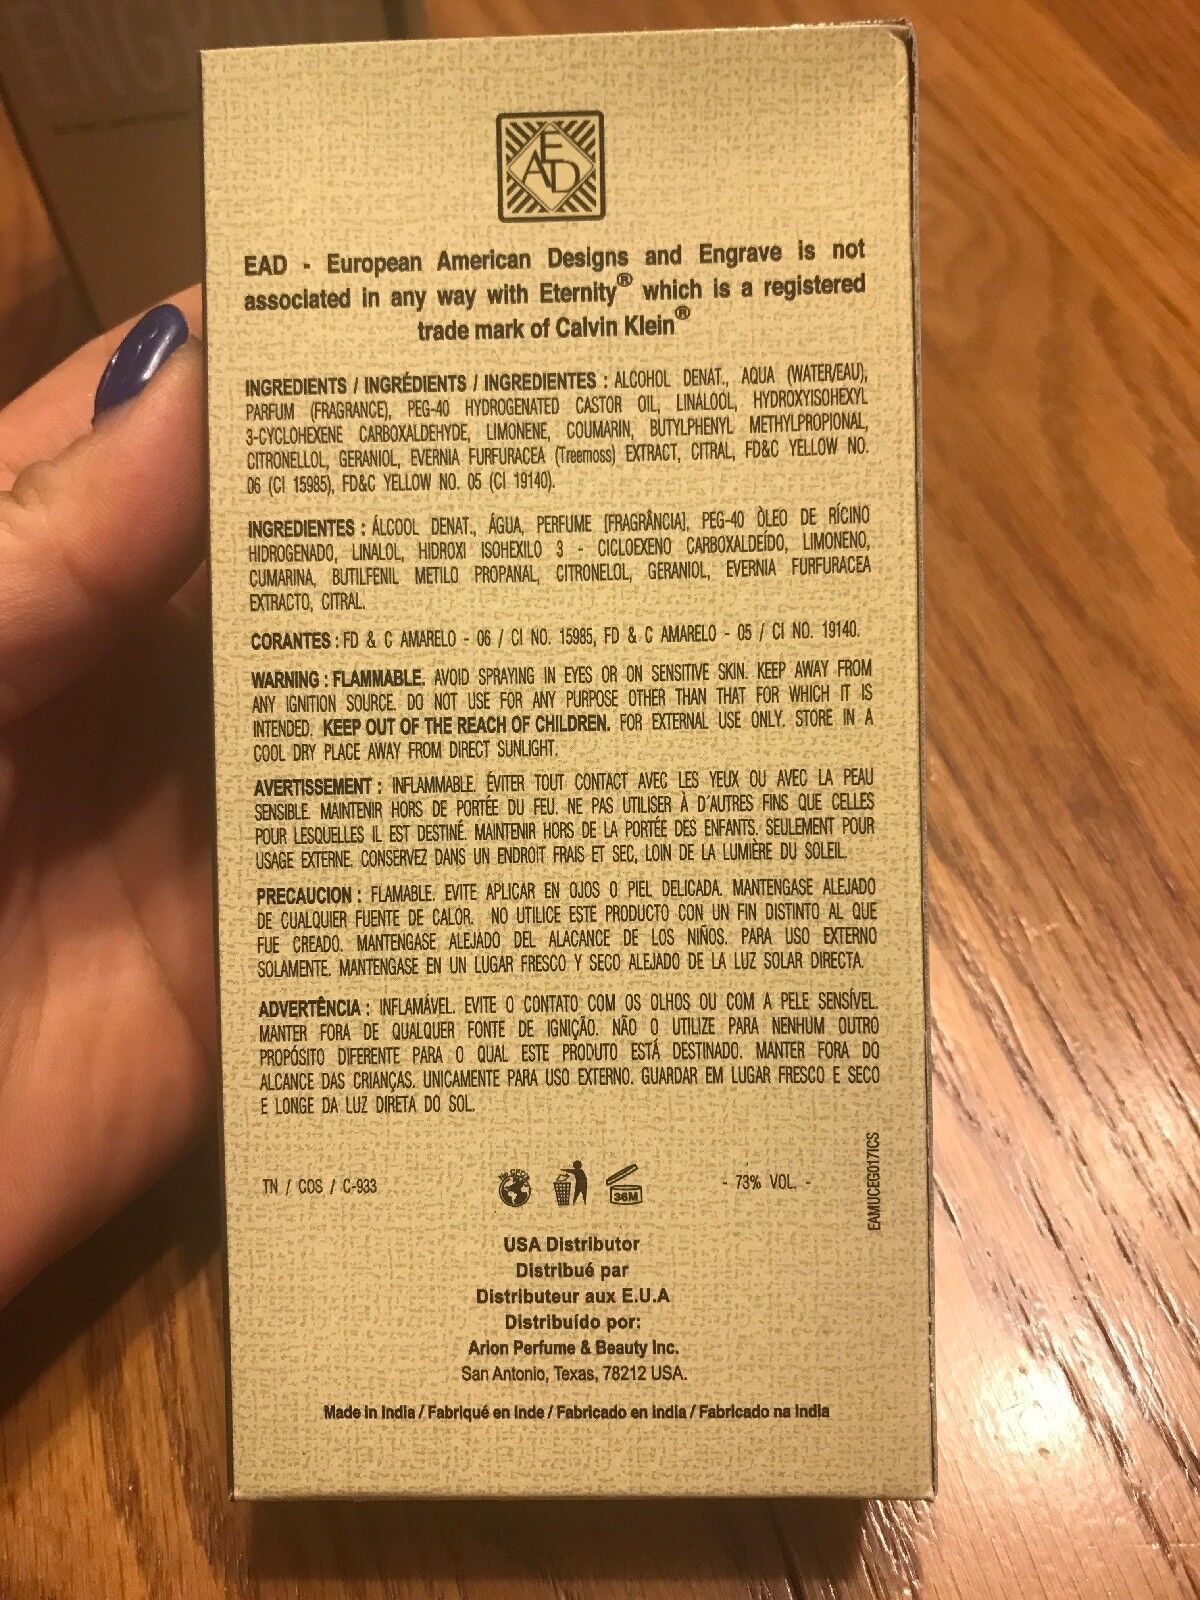 ENGRAVE
EAD
EAD - European American Designs and Engrave is not
associated in any way with Eternity® which is a registered
trade mark of Calvin Klein®
INGREDIENTS / INGRÉDIENTS / INGREDIENTES : ALCOHOL DENAT., AQUA (WATER/EAU),
PARFUM (FRAGRANCE), PEG-40 HYDROGENATED CASTOR OIL, LINALOOL, HYDROXYISOHEXYL
3-CYCLOHEXENE CARBOXALDEHYDE, LIMONENE, COUMARIN, BUTYLPHENYL METHYLPROPIONAL,
CITRONELLOL, GERANIOL, EVERNIA FURFURACEA (Treemoss) EXTRACT, CITRAL, FD&C YELLOW NO.
06 (CI 15985), FD&C YELLOW NO. 05 (CI 19140).
INGREDIENTES : ÁLCOOL DENAT., ÁGUA, PERFUME [FRAGRÂNCIA], PEG-40 ÒLEO DE RÍCINO
HIDROGENADO, LINALOL, HIDROXI ISOHEXILO 3 - CICLOEXENO CARBOXALDEÍDO, LIMONENO,
CUMARINA, BUTILFENIL METILO PROPANAL, CITRONELOL, GERANIOL, EVERNIA FURFURACEA
EXTRACTO, CITRAL.
CORANTES : FD & C AMARELO - 06 / CI NO. 15985, FD & C AMARELO - 05 / CI NO. 19140.
WARNING : FLAMMABLE. AVOID SPRAYING IN EYES OR ON SENSITIVE SKIN. KEEP AWAY FROM
ANY IGNITION SOURCE. DO NOT USE FOR ANY PURPOSE OTHER THAN THAT FOR WHICH IT IS
INTENDED. KEEP OUT OF THE REACH OF CHILDREN. FOR EXTERNAL USE ONLY. STORE IN A
COOL DRY PLACE AWAY FROM DIRECT SUNLIGHT.
AVERTISSEMENT : INFLAMMABLE. ÉVITER TOUT CONTACT AVEC LES YEUX OU AVEC LA PEAU
SENSIBLE. MAINTENIR HORS DE PORTÉE DU FEU. NE PAS UTILISER À D'AUTRES FINS QUE CELLES
POUR LESQUELLES IL EST DESTINÉ. MAINTENIR HORS DE LA PORTÉE DES ENFANTS. SEULEMENT POUR
USAGE EXTERNE. CONSERVEZ DANS UN ENDROIT FRAIS ET SEC, LOIN DE LA LUMIÈRE DU SOLEIL.
PRECAUCION : FLAMABLE. EVITE APLICAR EN OJOS O PIEL DELICADA. MANTENGASE ALEJADO
DE CUALQUIER FUENTE DE CALOR. NO UTILICE ESTE PRODUCTO CON UN FIN DISTINTO AL QUE
FUE CREADO. MANTENGASE ALEJADO DEL ALACANCE DE LOS NIÑOS. PARA USO EXTERNO
SOLAMENTE. MANTENGASE EN UN LUGAR FRESCO Y SECO ALEJADO DE LA LUZ SOLAR DIRECTA.
ADVERTÊNCIA : INFLAMÁVEL. EVITE O CONTATO COM OS OLHOS OU COM A PELE SENSÍVEL.
MANTER FORA DE QUALQUER FONTE DE IGNIÇÃO. NÃO O UTILIZE PARA NENHUM OUTRO
PROPÓSITO DIFERENTE PARA O QUAL ESTE PRODUTO ESTÁ DESTINADO. MANTER FORA DO
ALCANCE DAS CRIANÇAS. UNICAMENTE PARA USO EXTERNO. GUARDAR EM LUGAR FRESCO E SECO
E LONGE DA LUZ DIRETA DO SOL.
EAMUCEG017ICS
TN / COS / C-933
NO CFC's
36M
- 73% VOL. -
USA Distributor
Distribué par
Distributeur aux E.U.A
Distribuído por:
Arion Perfume & Beauty Inc.
San Antonio, Texas, 78212 USA.
Made in India / Fabriqué en Inde / Fabricado en India / Fabricado na India